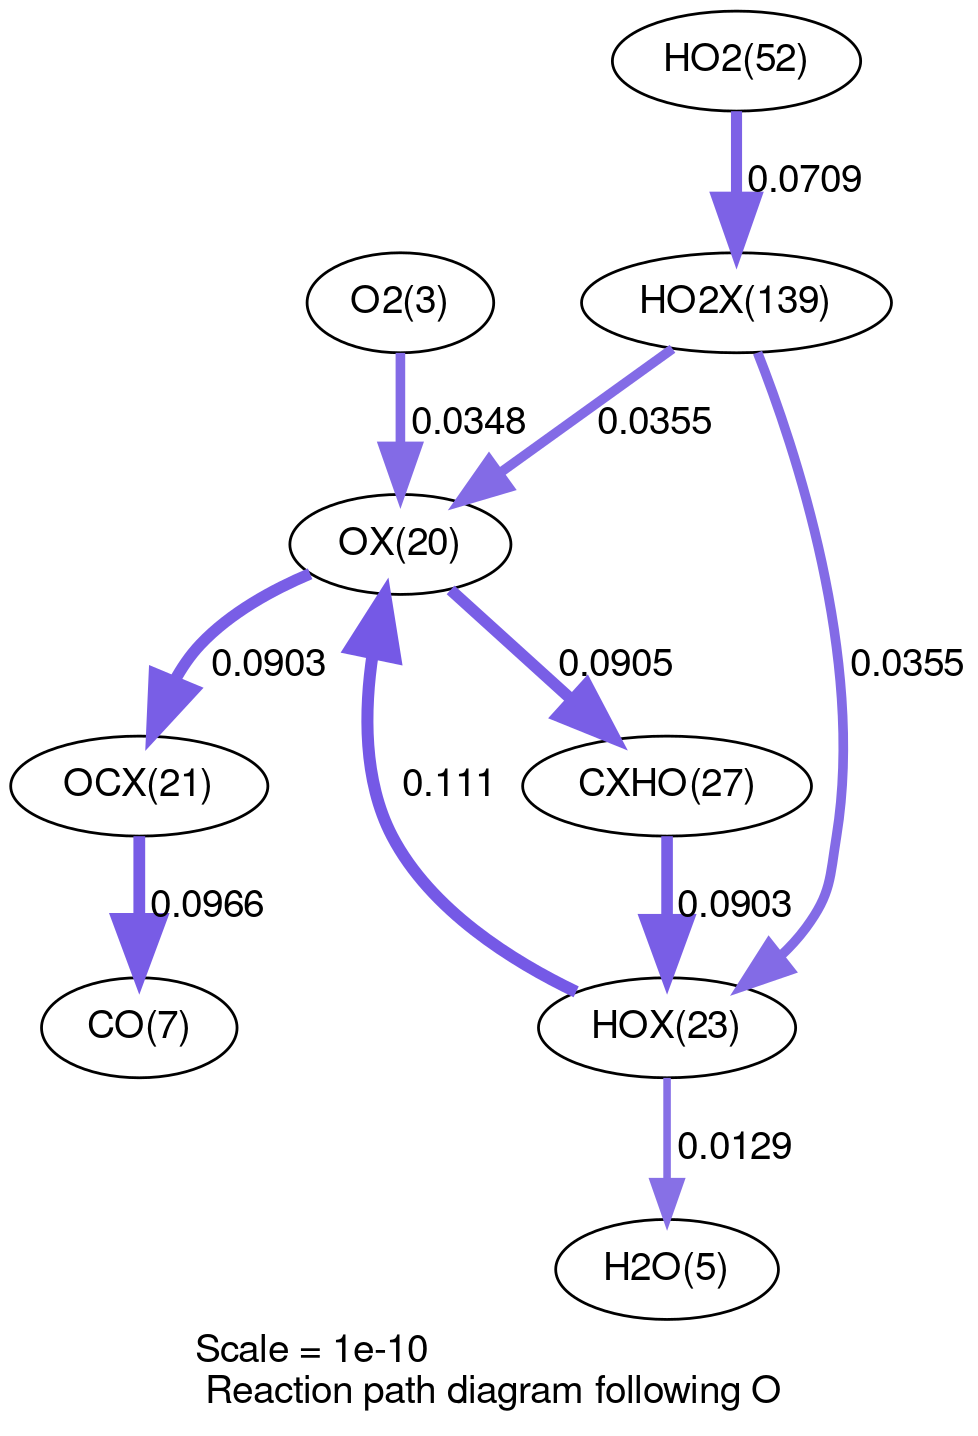 HO2(52)
0.0709
O2(3)
HO2X(139)
0.0348
0.0355
OX(20)
0.0903
0.0905
0.0355
OCX(21)
0.111
CXHO(27)
0.0966
0.0903
CO(7)
HOX(23)
0.0129
H2O(5)
Scale = 1e-10
Reaction path diagram following O